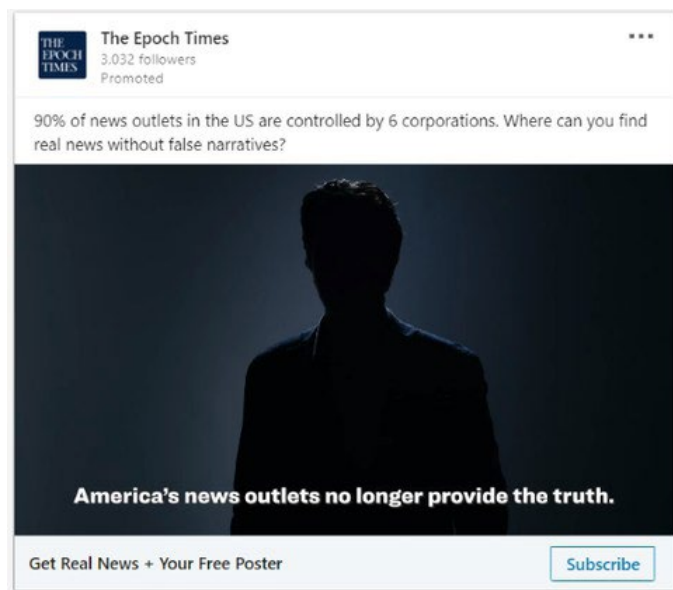 THE
EPOCH
TIMES
The Epoch Times
3,032 followers
Promoted
90% of news outlets in the US are controlled by 6 corporations. Where can you find
real news without false narratives?
America's news outlets no longer provide the truth.
Get Real News + Your Free Poster
Subscribe